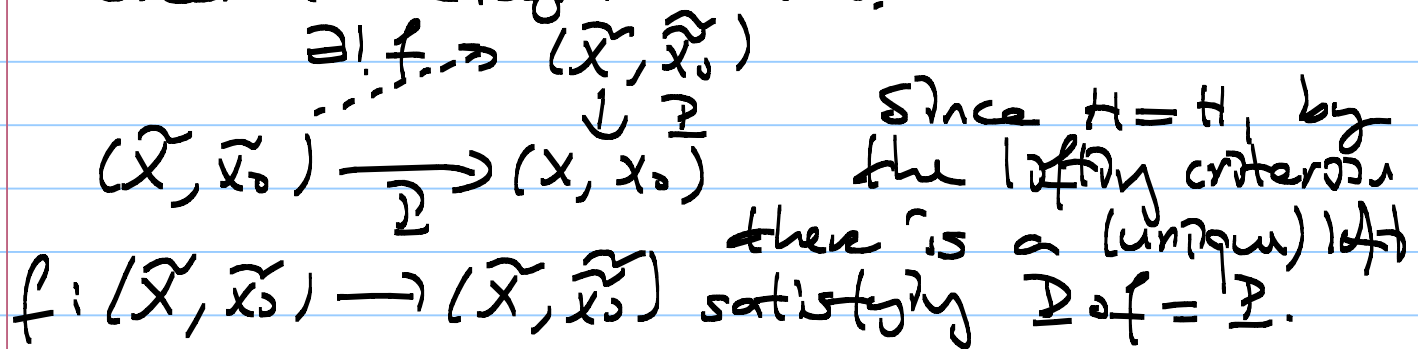 ∃! f ⇢ (X̃, x̃̃₀)
↓ p
(X̃, x̃₀) ⟶ (X, x₀)
p
since H = H, by
the lifting criterion
there is a (unique) lift
f : (X̃, x̃₀) ⟶ (X̃, x̃̃₀) satisfying p o f = p.